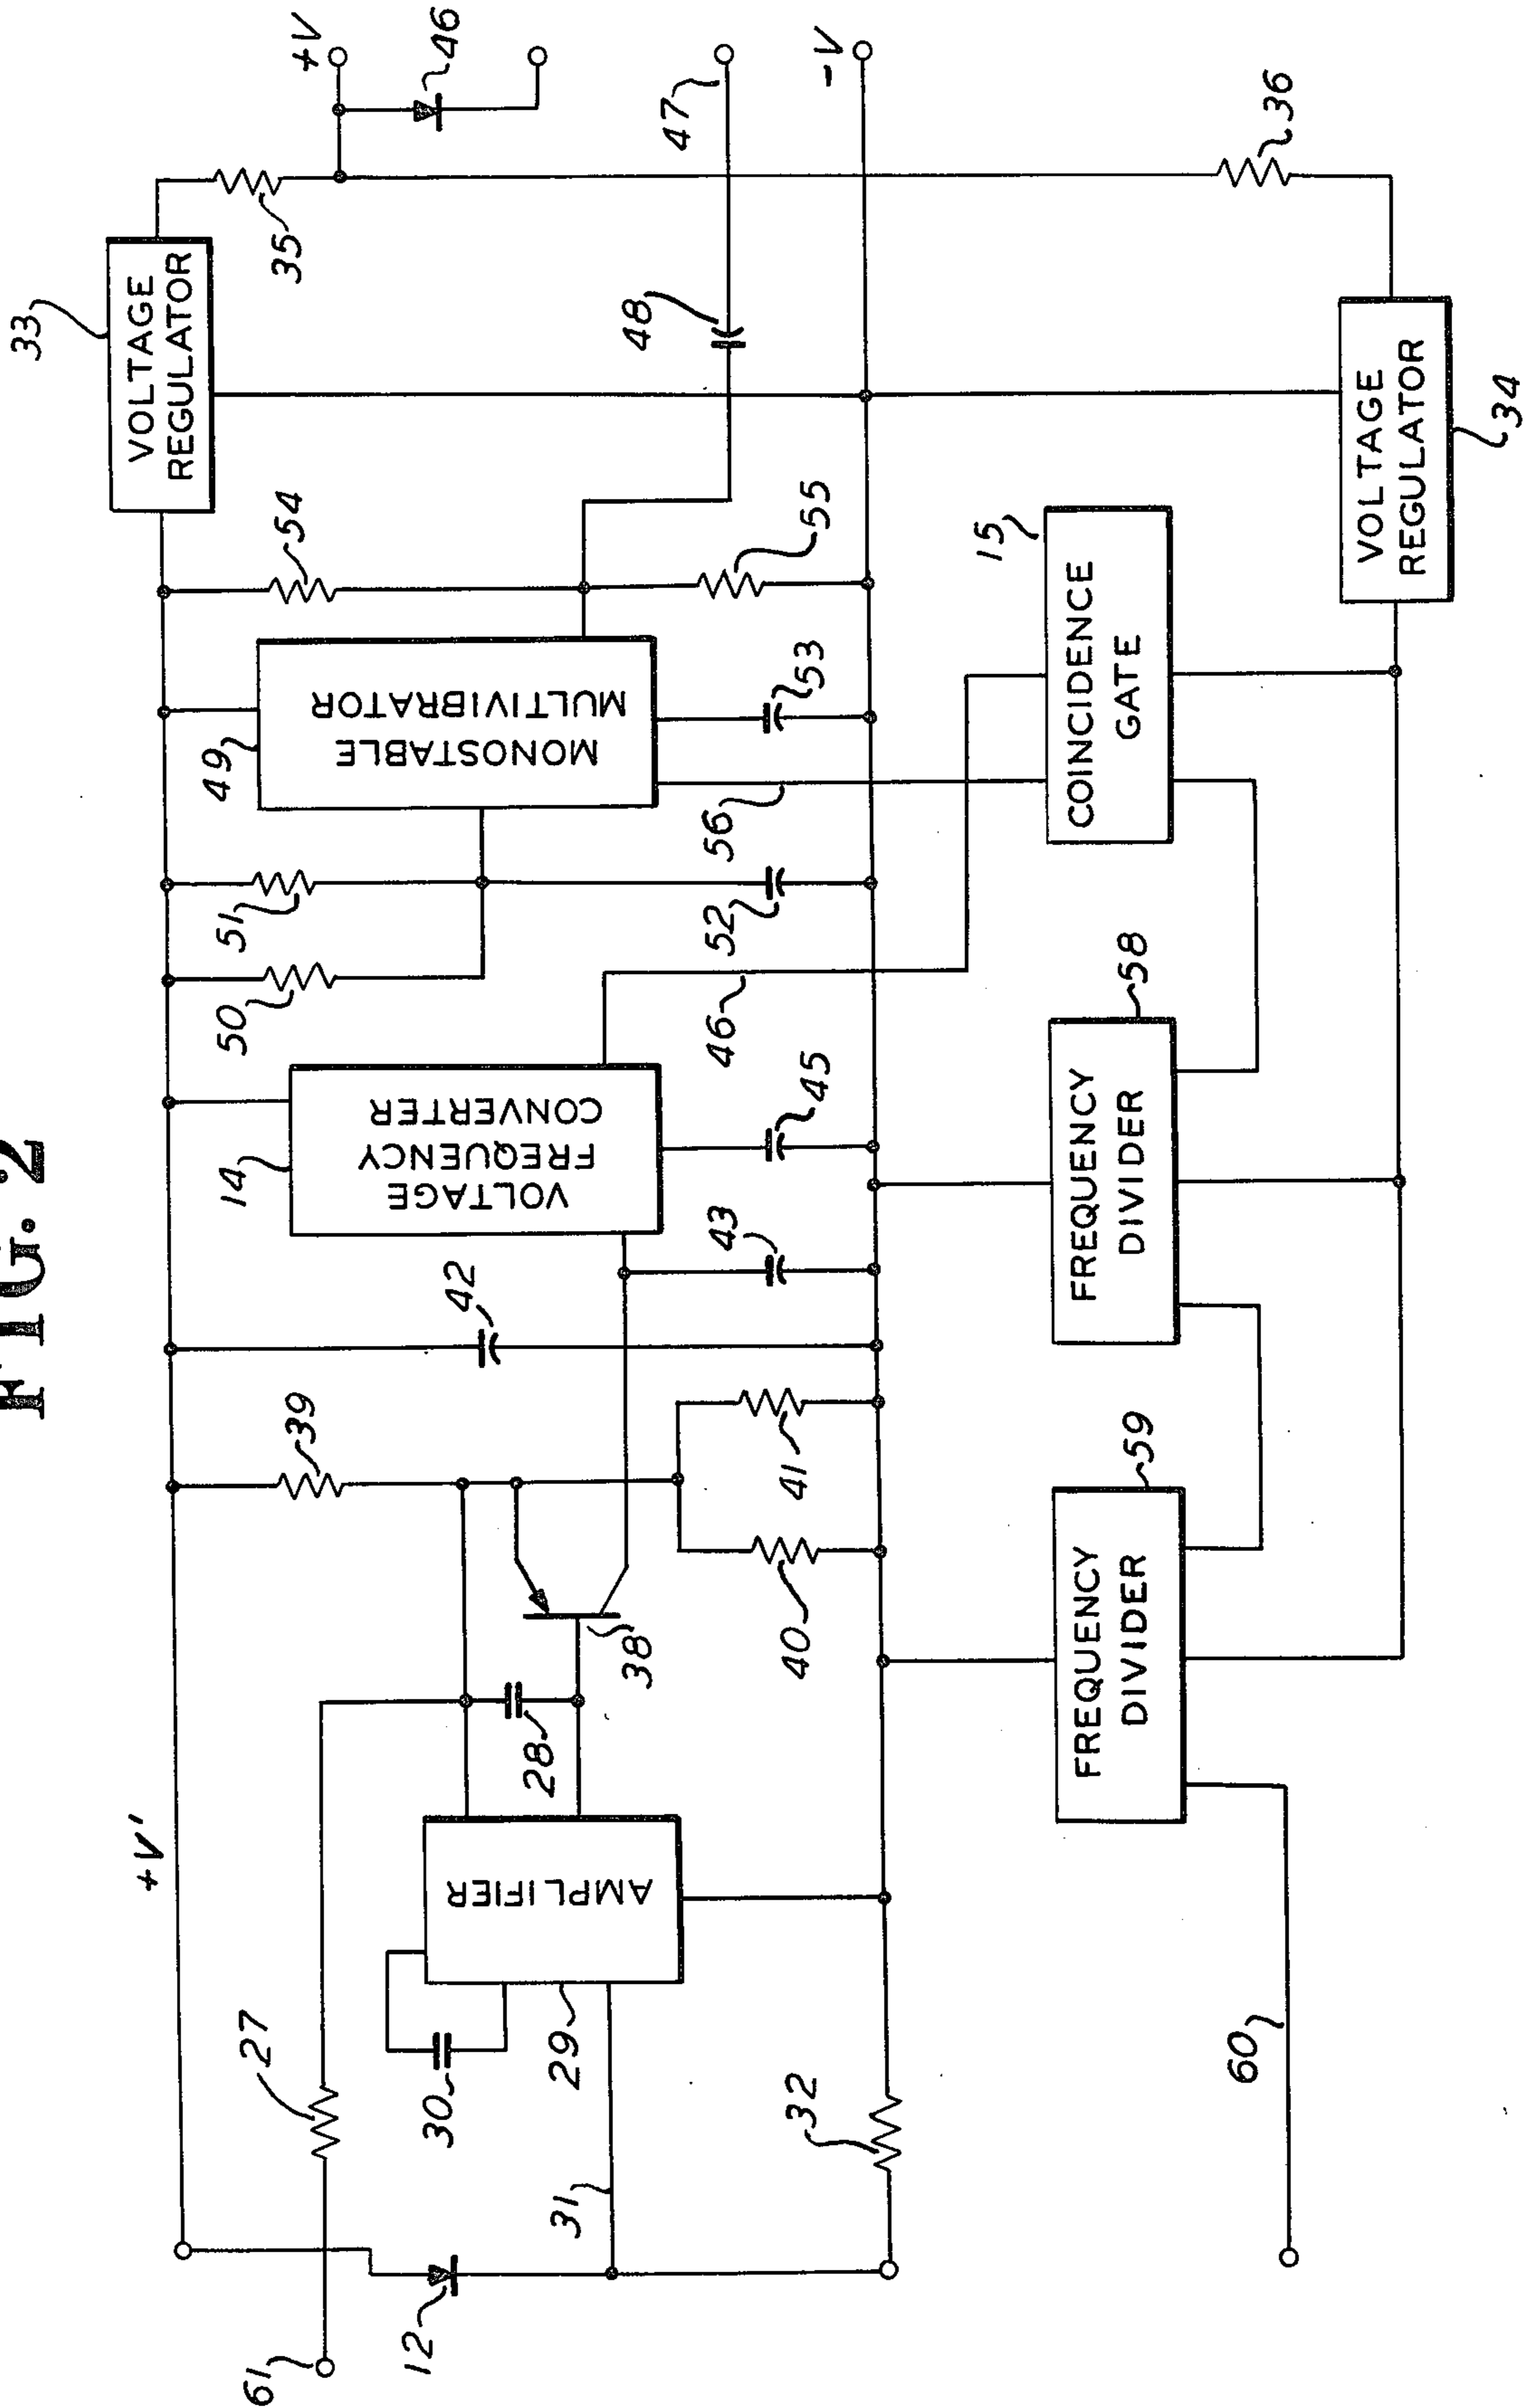 FIG. 2
+V'
+V
-V
33
VOLTAGE
REGULATOR
35
46
47
48
36
VOLTAGE
REGULATOR
34
54
55
49
MONOSTABLE
MULTIVIBRATOR
53
56
15
COINCIDENCE
GATE
51
50
52
46
14
VOLTAGE
FREQUENCY
CONVERTER
45
43
42
58
FREQUENCY
DIVIDER
39
41
40
38
28
59
FREQUENCY
DIVIDER
AMPLIFIER
29
30
27
31
32
12
61
60